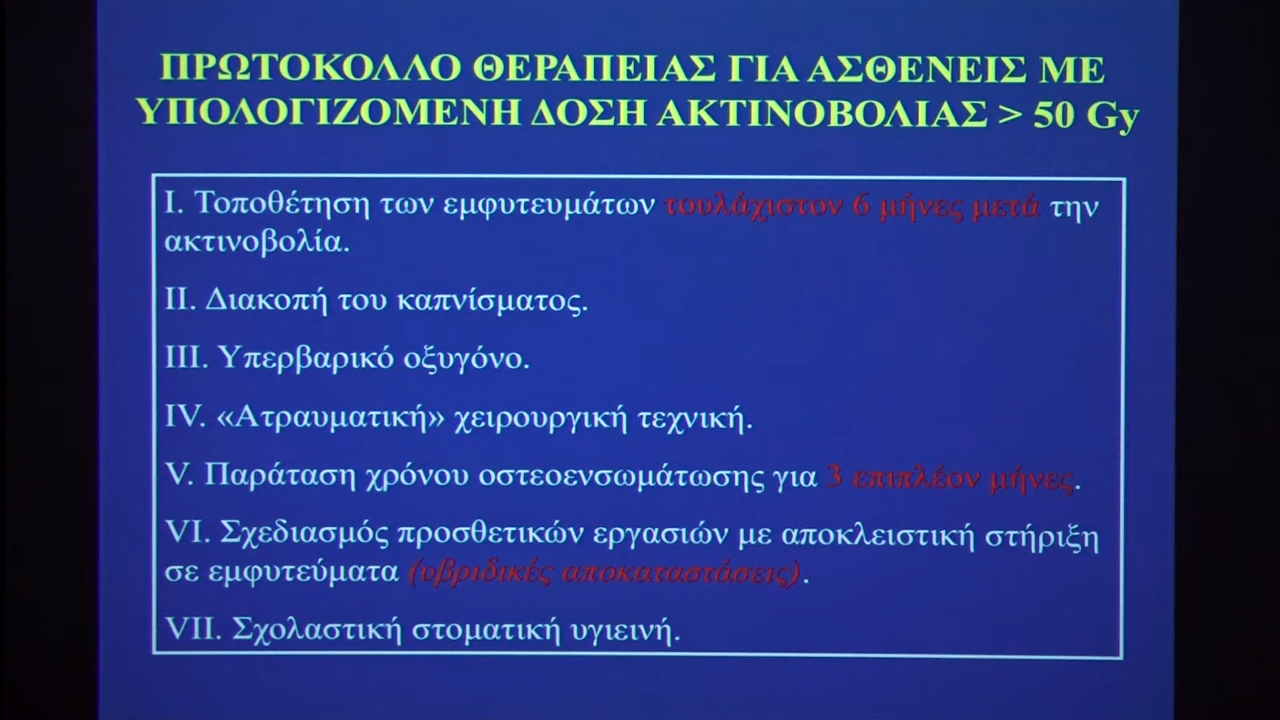 ΠΡΩΤΟΚΟΛΛΟ ΘΕΡΑΠΕΙΑΣ ΓΙΑ ΑΣΘΕΝΕΙΣ ΜΕ
ΥΠΟΛΟΓΙΖΟΜΕΝΗ ΔΟΣΗ ΑΚΤΙΝΟΒΟΛΙΑΣ > 50 Gy
I. Τοποθέτηση των εμφυτευμάτων τουλάχιστον 6 μήνες μετά την
ακτινοβολία.
II. Διακοπή του καπνίσματος.
III. Υπερβαρικό οξυγόνο.
IV. «Ατραυματική» χειρουργική τεχνική.
V. Παράταση χρόνου οστεοενσωμάτωσης για 3 επιπλέον μήνες.
VI. Σχεδιασμός προσθετικών εργασιών με αποκλειστική στήριξη
σε εμφυτεύματα (υβριδικές αποκαταστάσεις).
VII. Σχολαστική στοματική υγιεινή.